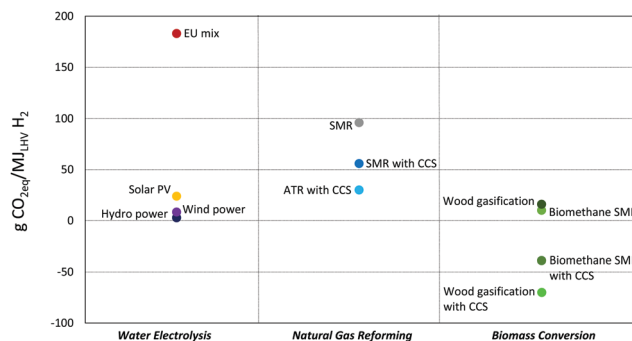 g CO2eq/MJLHV H2
200
150
100
50
0
-50
-100
EU mix
Solar PV
Hydro power
Wind power
SMR
SMR with CCS
ATR with CCS
Wood gasification
Biomethane SM
Biomethane SM
with CCS
Wood gasification
with CCS
Water Electrolysis
Natural Gas Reforming
Biomass Conversion